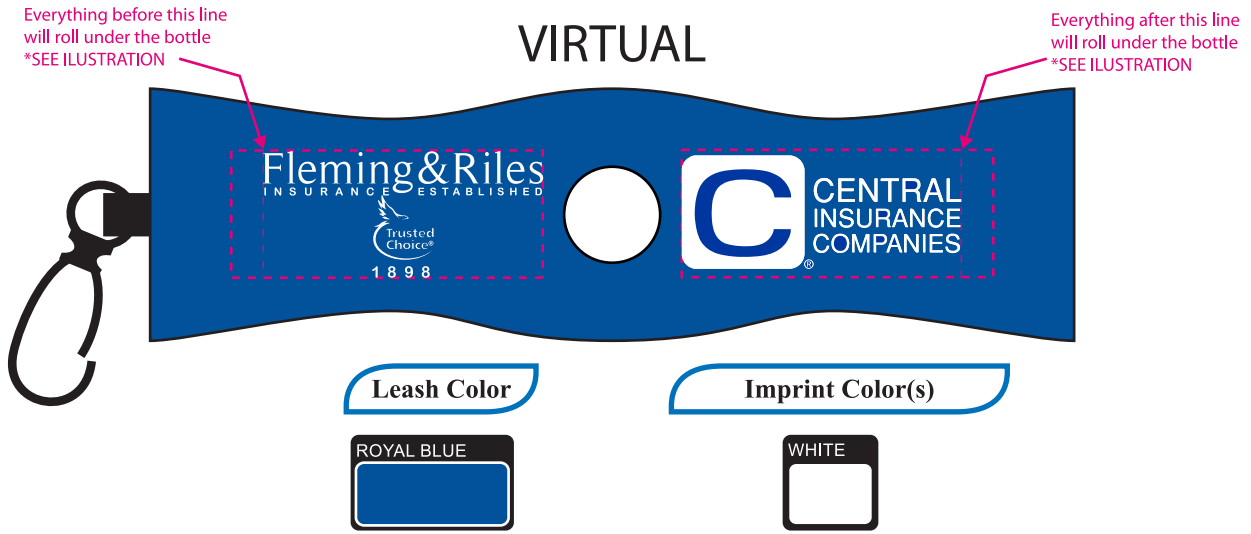 Everything before this line
will roll under the bottle
*SEE ILUSTRATION
VIRTUAL
Everything after this line
will roll under the bottle
*SEE ILUSTRATION
Fleming&Riles
INSURANCE ESTABLISHED
Trusted
Choice®
1898
C
®
CENTRAL
INSURANCE
COMPANIES
Leash Color
Imprint Color(s)
ROYAL BLUE
WHITE